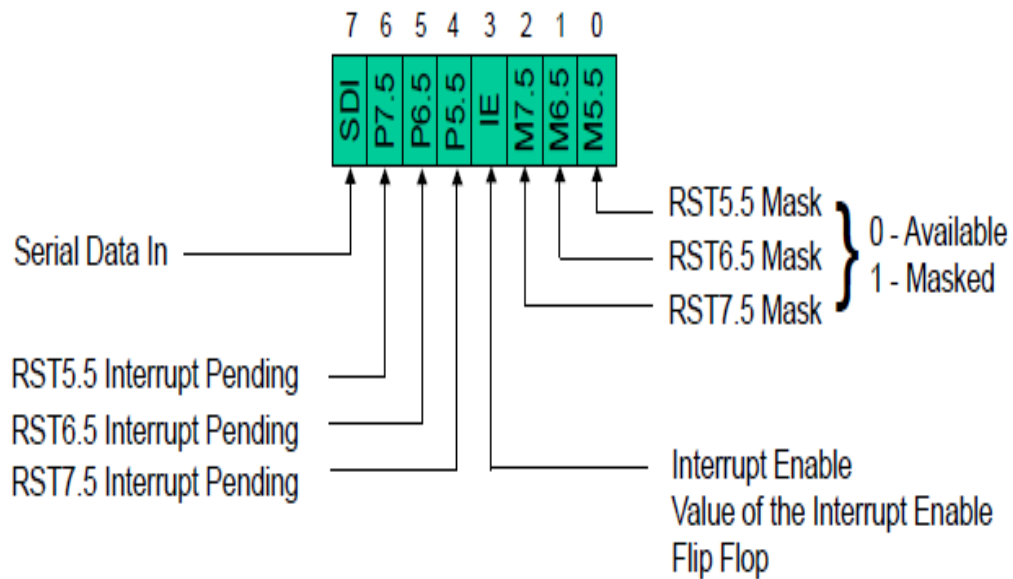 7 6 5 4 3 2 1 0
SDI P7.5 P6.5 P5.5 IE M7.5 M6.5 M5.5
Serial Data In
RST5.5 Interrupt Pending
RST6.5 Interrupt Pending
RST7.5 Interrupt Pending
RST5.5 Mask
RST6.5 Mask
RST7.5 Mask
0 - Available
1 - Masked
Interrupt Enable
Value of the Interrupt Enable
Flip Flop